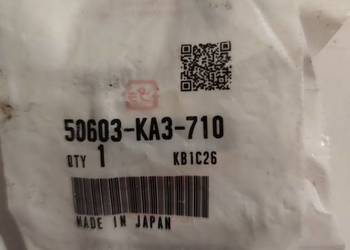 50603-KA3-710
QTY 1 KB1C26
MADE IN JAPAN